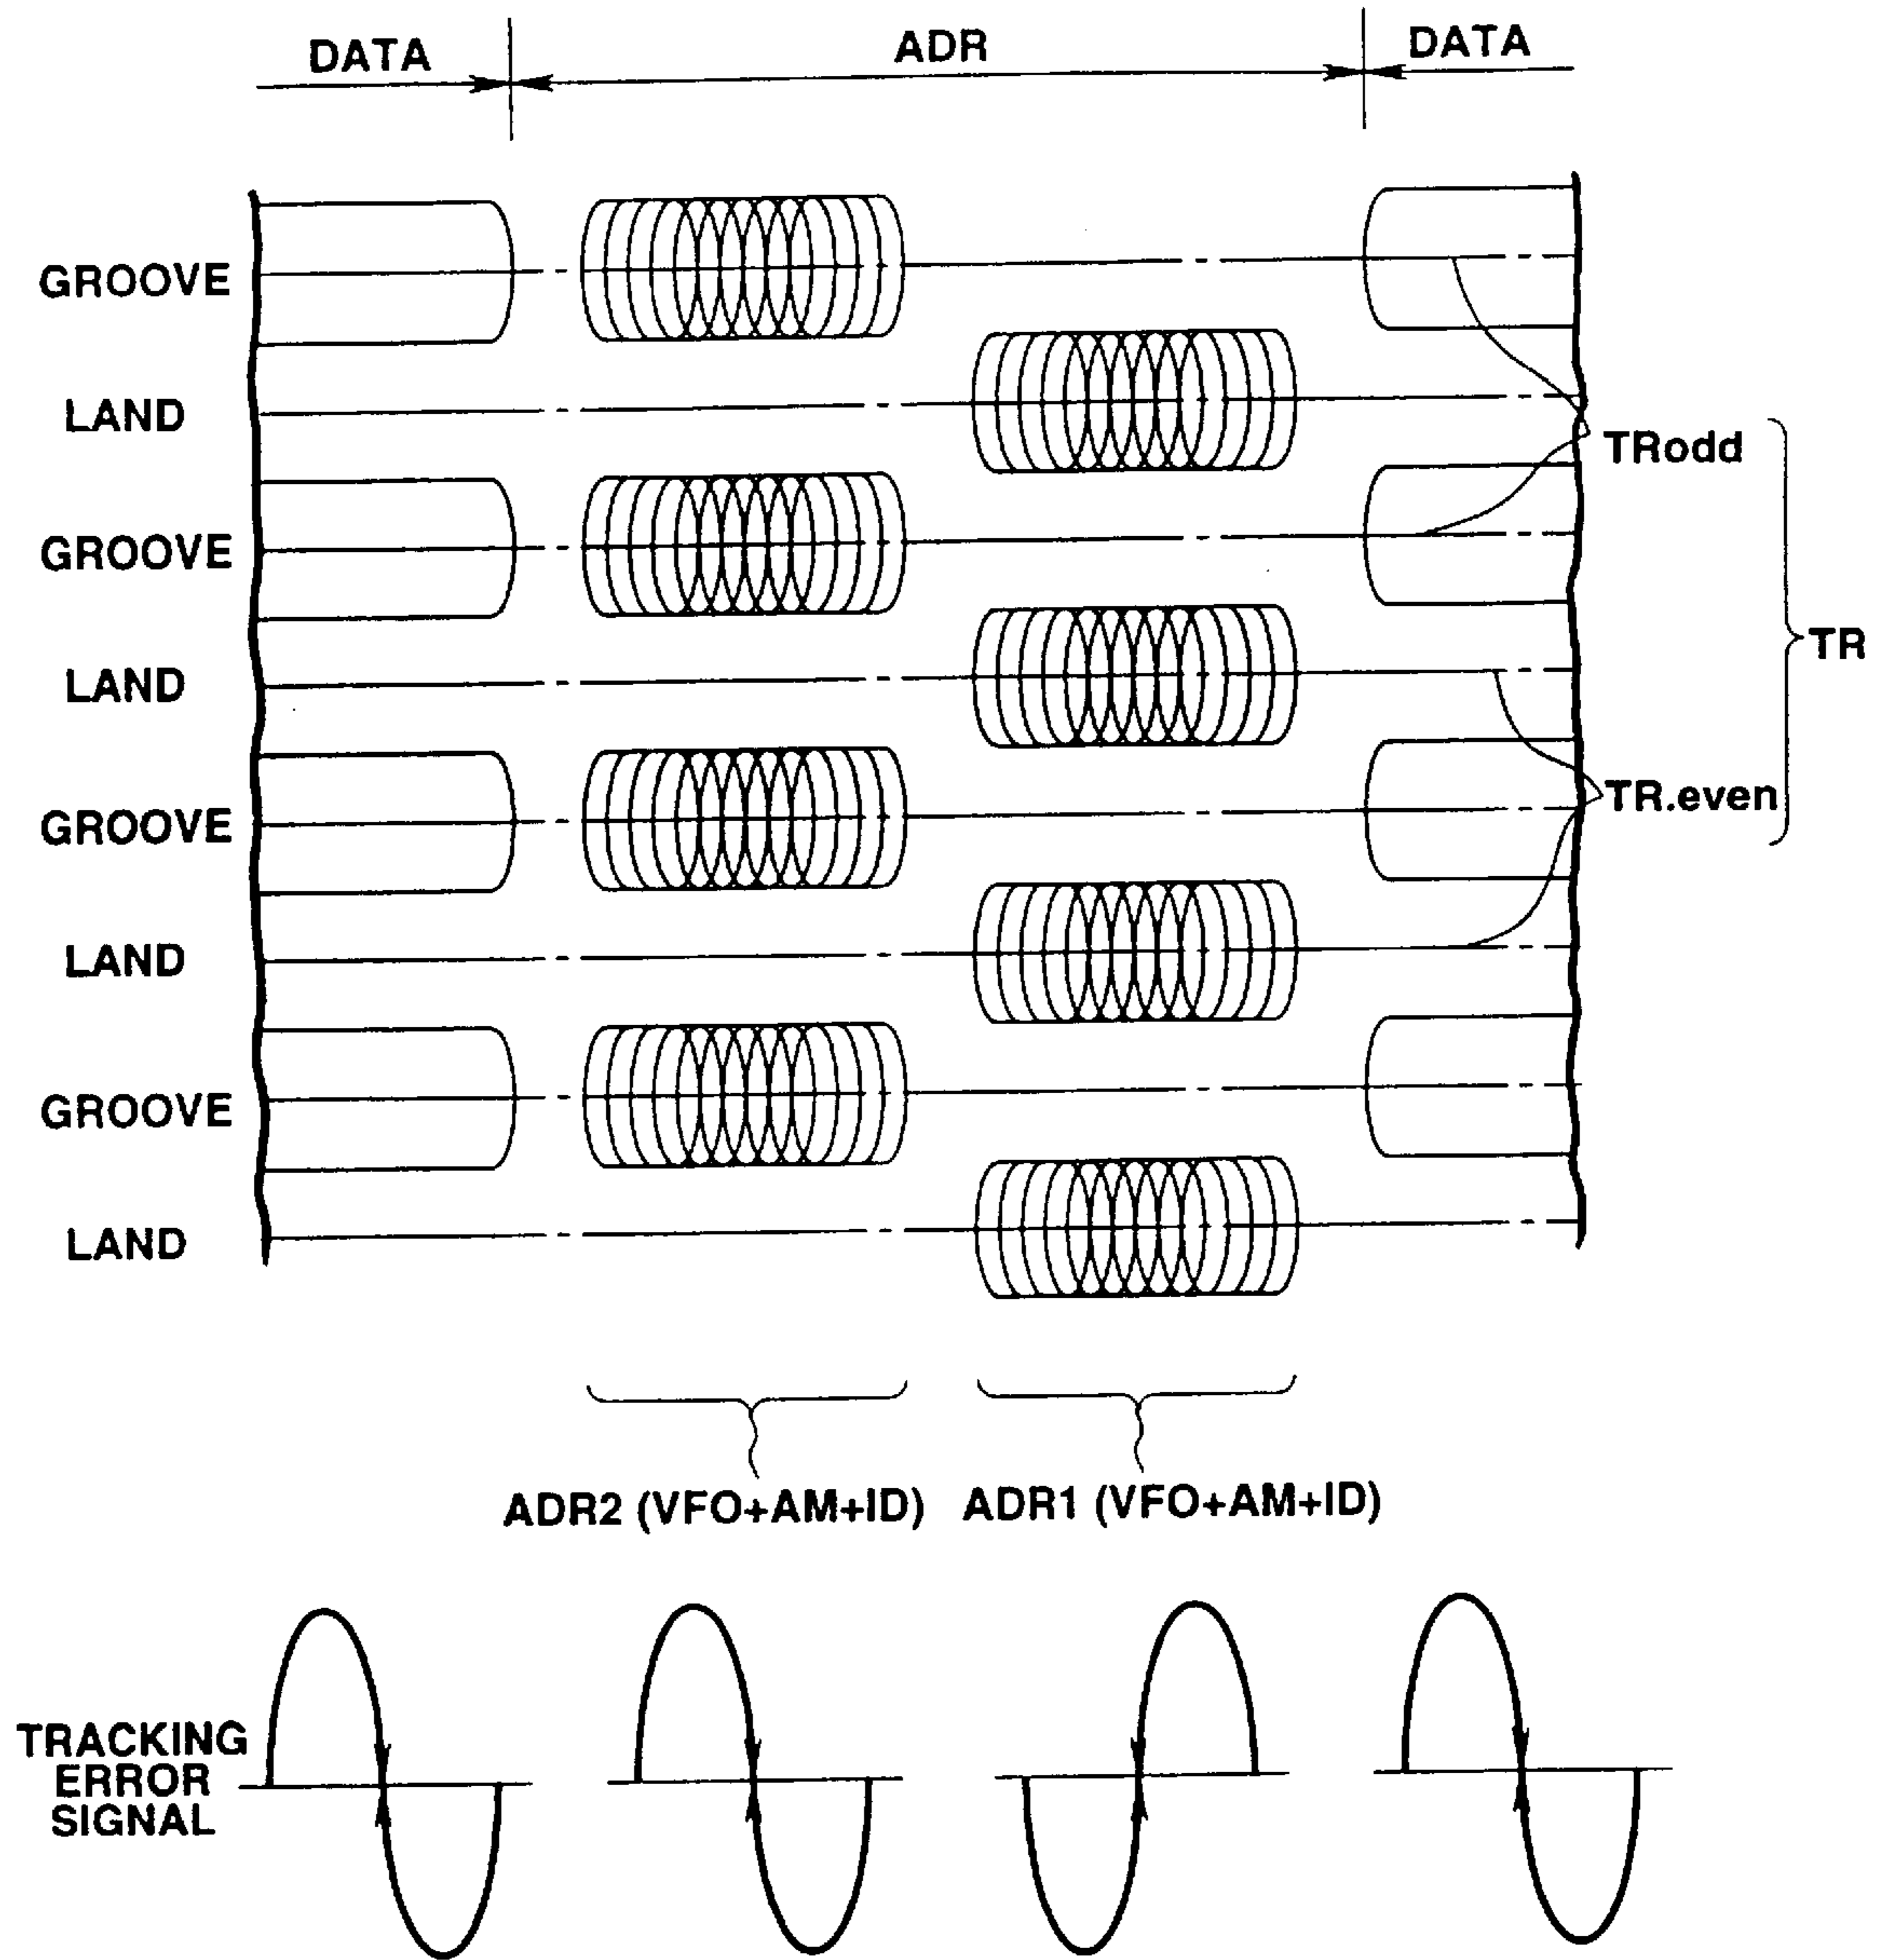 DATA ADR DATA
GROOVE
LAND
TRodd
GROOVE
TR
LAND
TR.even
GROOVE
LAND
GROOVE
LAND
ADR2 (VFO+AM+ID) ADR1 (VFO+AM+ID)
TRACKING
ERROR
SIGNAL